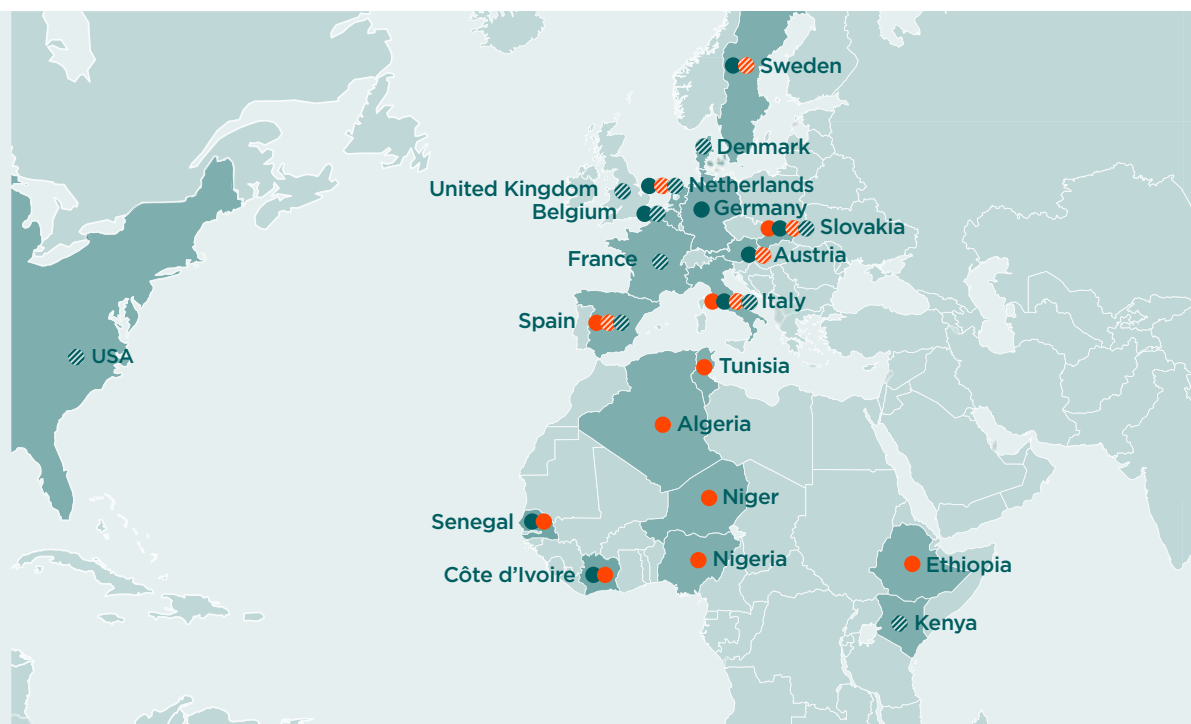 Sweden
Denmark
United Kingdom
Netherlands
Belgium
Germany
Slovakia
France
Austria
Italy
Spain
USA
Tunisia
Algeria
Niger
Senegal
Nigeria
Ethiopia
Côte d’Ivoire
Kenya